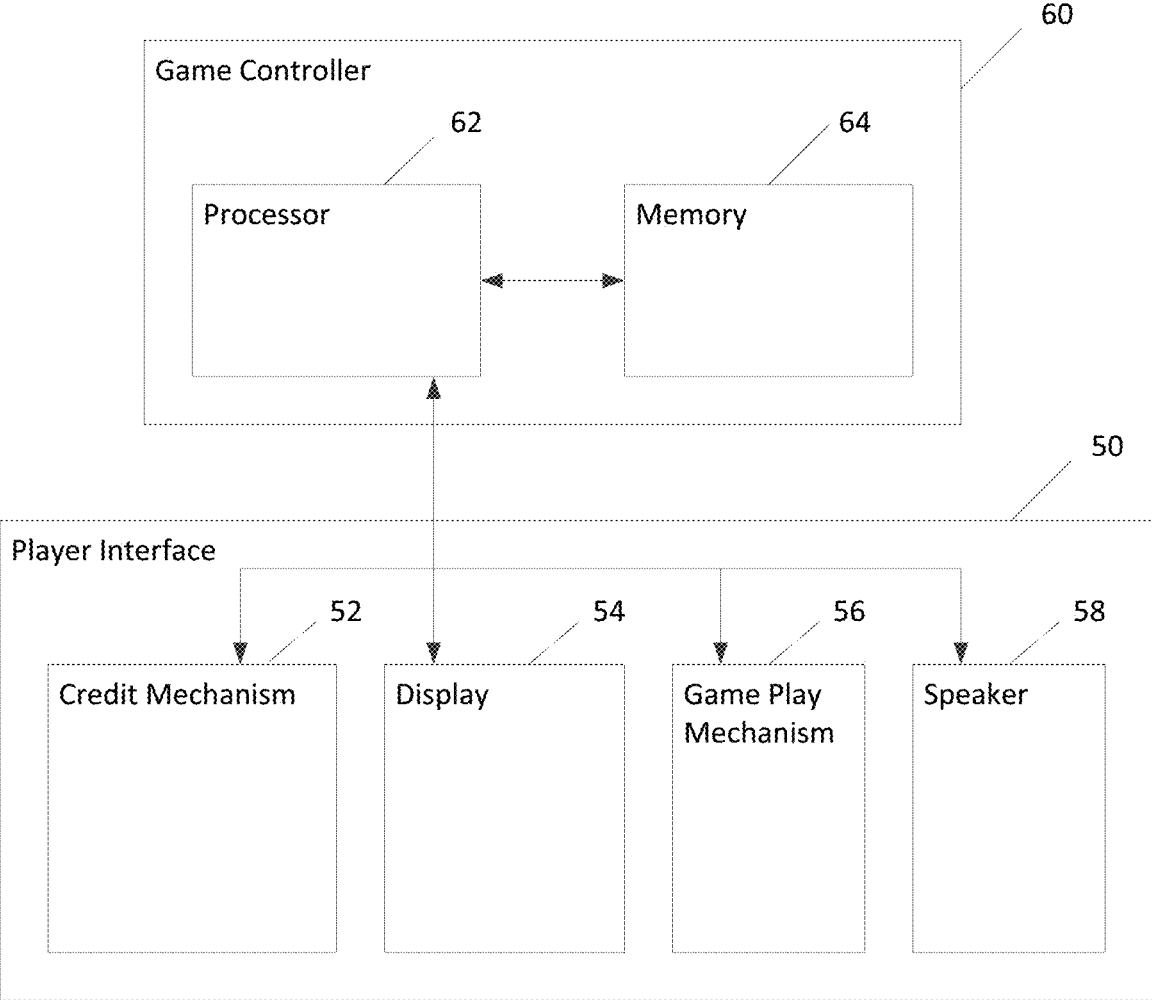 60
Game Controller
62
64
Processor
Memory
50
Player Interface
52
54
56
58
Credit Mechanism
Display
Game Play
Mechanism
Speaker